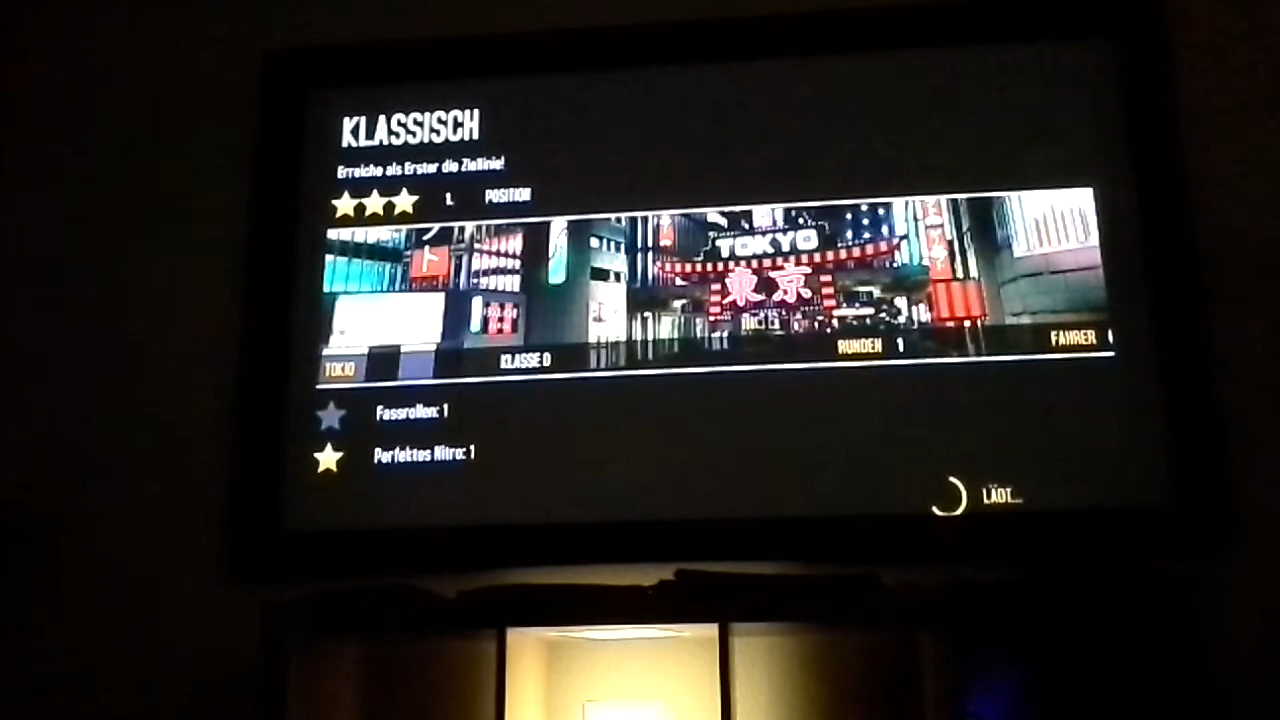 KLASSISCH
Erreiche als Erster die Ziellinie!
1. POSITION
ト
TOKYO
東京
TOKIO KLASSE D RUNDEN 1 FAHRER
Fassrollen: 1
Perfektes Nitro: 1
LÄDT...